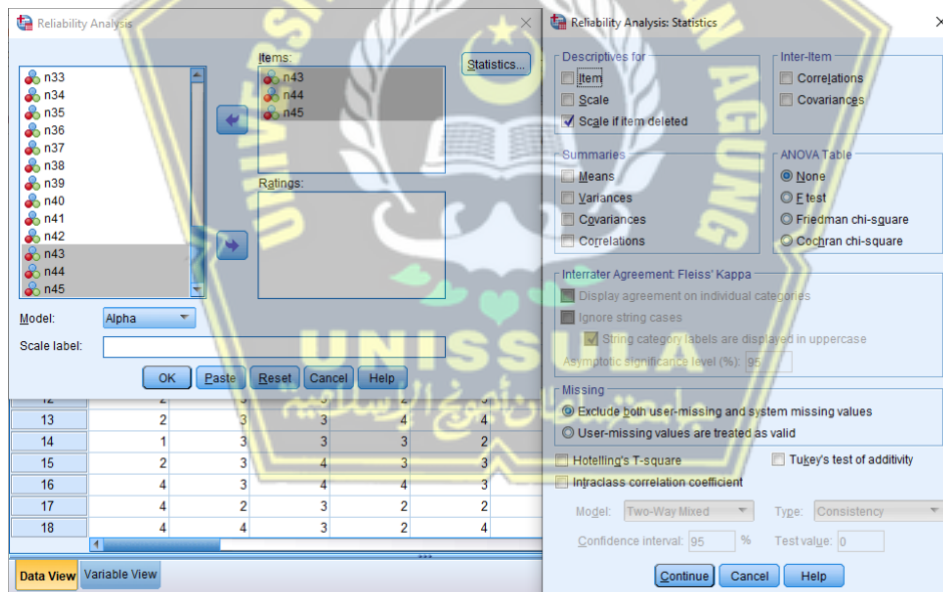 Reliability Analysis
Items:
n33
n34
n35
n36
n37
n38
n39
n40
n41
n42
n43
n44
n45
n43
n44
n45
Statistics...
Ratings:
Model:
Alpha
Scale label:
OK
Paste
Reset
Cancel
Help
12 2 3 3 2 3
13 2 3 3 4 4
14 1 3 3 3 2
15 2 3 4 3 3
16 4 3 4 4 3
17 4 2 3 2 2
18 4 4 3 2 4
Data View
Variable View
Reliability Analysis: Statistics
Descriptives for
Item
Scale
Scale if item deleted
Inter-Item
Correlations
Covariances
Summaries
Means
Variances
Covariances
Correlations
ANOVA Table
None
F test
Friedman chi-square
Cochran chi-square
Interrater Agreement: Fleiss' Kappa
Display agreement on individual categories
Ignore string cases
String category labels are displayed in uppercase
Asymptotic significance level (%): 95
Missing
Exclude both user-missing and system missing values
User-missing values are treated as valid
Hotelling's T-square
Tukey's test of additivity
Intraclass correlation coefficient
Model: Two-Way Mixed
Type: Consistency
Confidence interval: 95 %
Test value: 0
Continue
Cancel
Help
UNISSULA
AGUNG